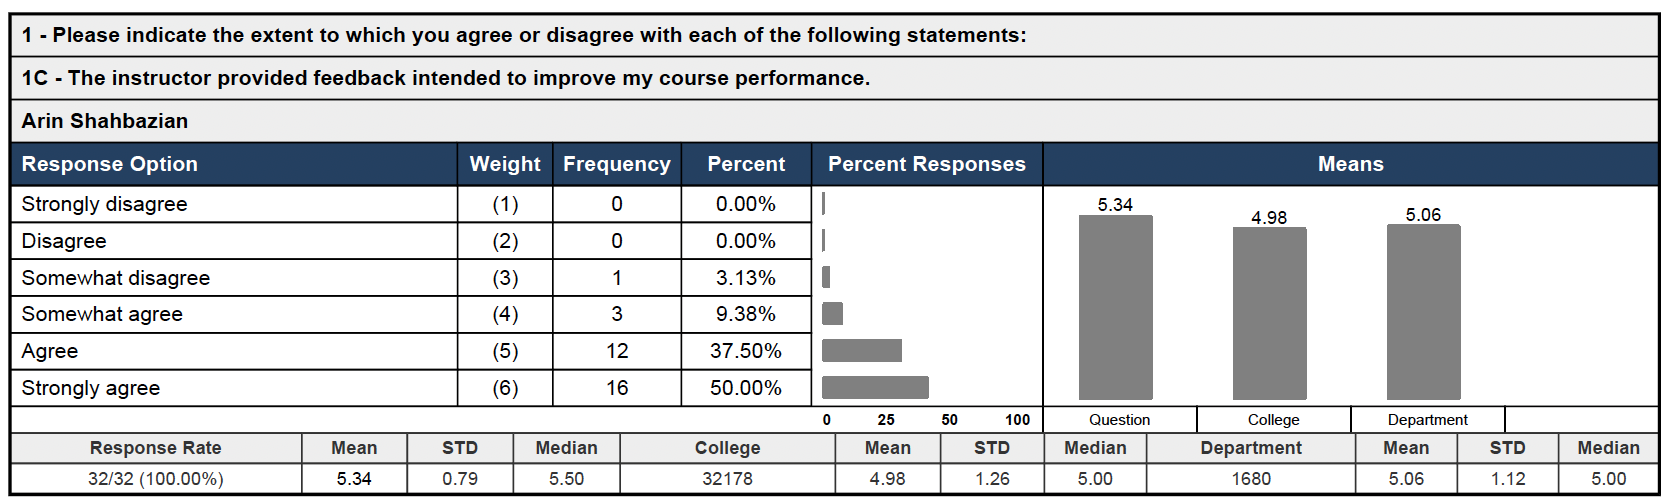 1 - Please indicate the extent to which you agree or disagree with each of the following statements:
1C - The instructor provided feedback intended to improve my course performance.
Arin Shahbazian
Response Option Weight Frequency Percent Percent Responses Means
Strongly disagree (1) 0 0.00%
Disagree (2) 0 0.00%
Somewhat disagree (3) 1 3.13%
Somewhat agree (4) 3 9.38%
Agree (5) 12 37.50%
Strongly agree (6) 16 50.00%
5.34 4.98 5.06
0 25 50 100 Question College Department
Response Rate Mean STD Median College Mean STD Median Department Mean STD Median
32/32 (100.00%) 5.34 0.79 5.50 32178 4.98 1.26 5.00 1680 5.06 1.12 5.00